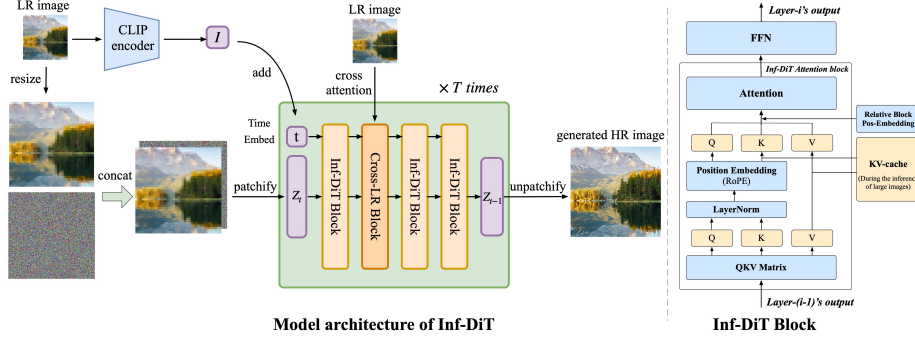 LR image
CLIP
encoder
I
LR image
resize
add
cross
attention
× T times
Time
Embed
t
concat
patchify
Z_t
Inf-DiT Block
Cross-LR Block
Inf-DiT Block
Inf-DiT Block
Z_{t-1}
unpatchify
generated HR image
Model architecture of Inf-DiT
Layer-i's output
FFN
Inf-DiT Attention block
Attention
Relative Block
Pos-Embedding
Q
K
V
KV-cache
(During the inference
of large images)
Position Embedding
(RoPE)
LayerNorm
Q
K
V
QKV Matrix
Layer-(i-1)'s output
Inf-DiT Block